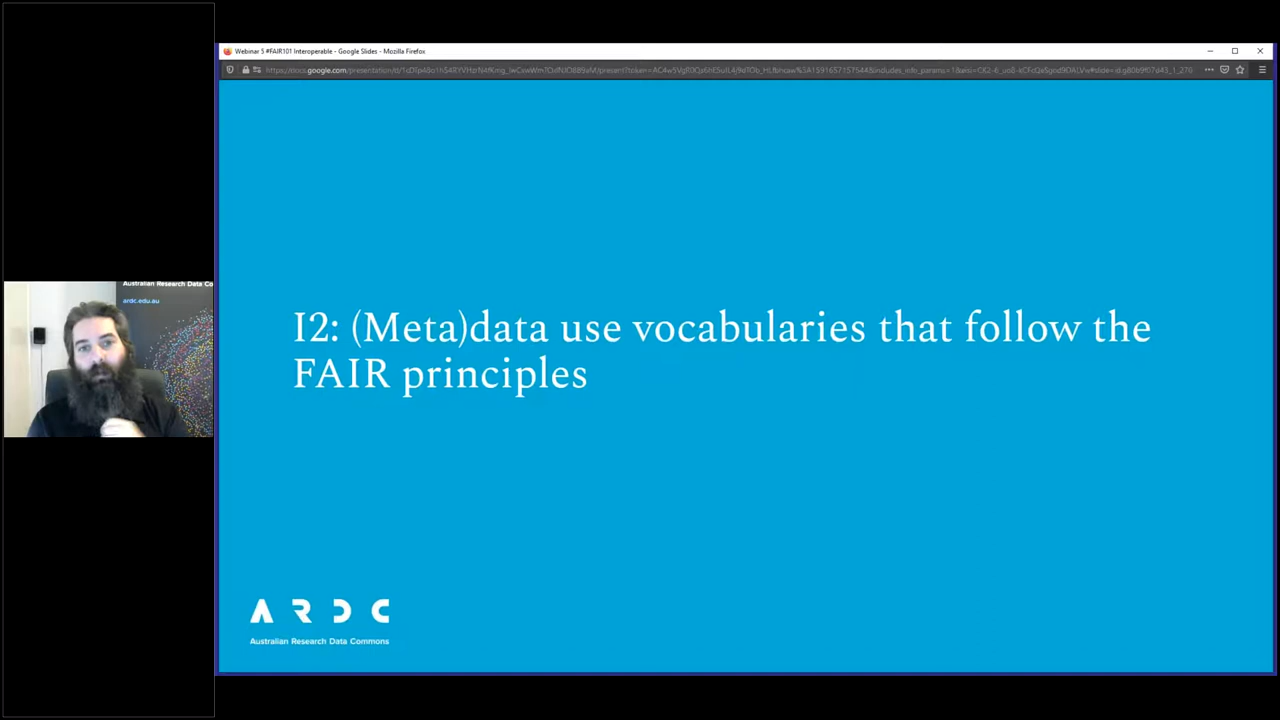 Webinar 5 #FAIR101 Interoperable - Google Slides - Mozilla Firefox
Australian Research Data Co
ardc.edu.au
I2: (Meta)data use vocabularies that follow the
FAIR principles
ARDC
Australian Research Data Commons